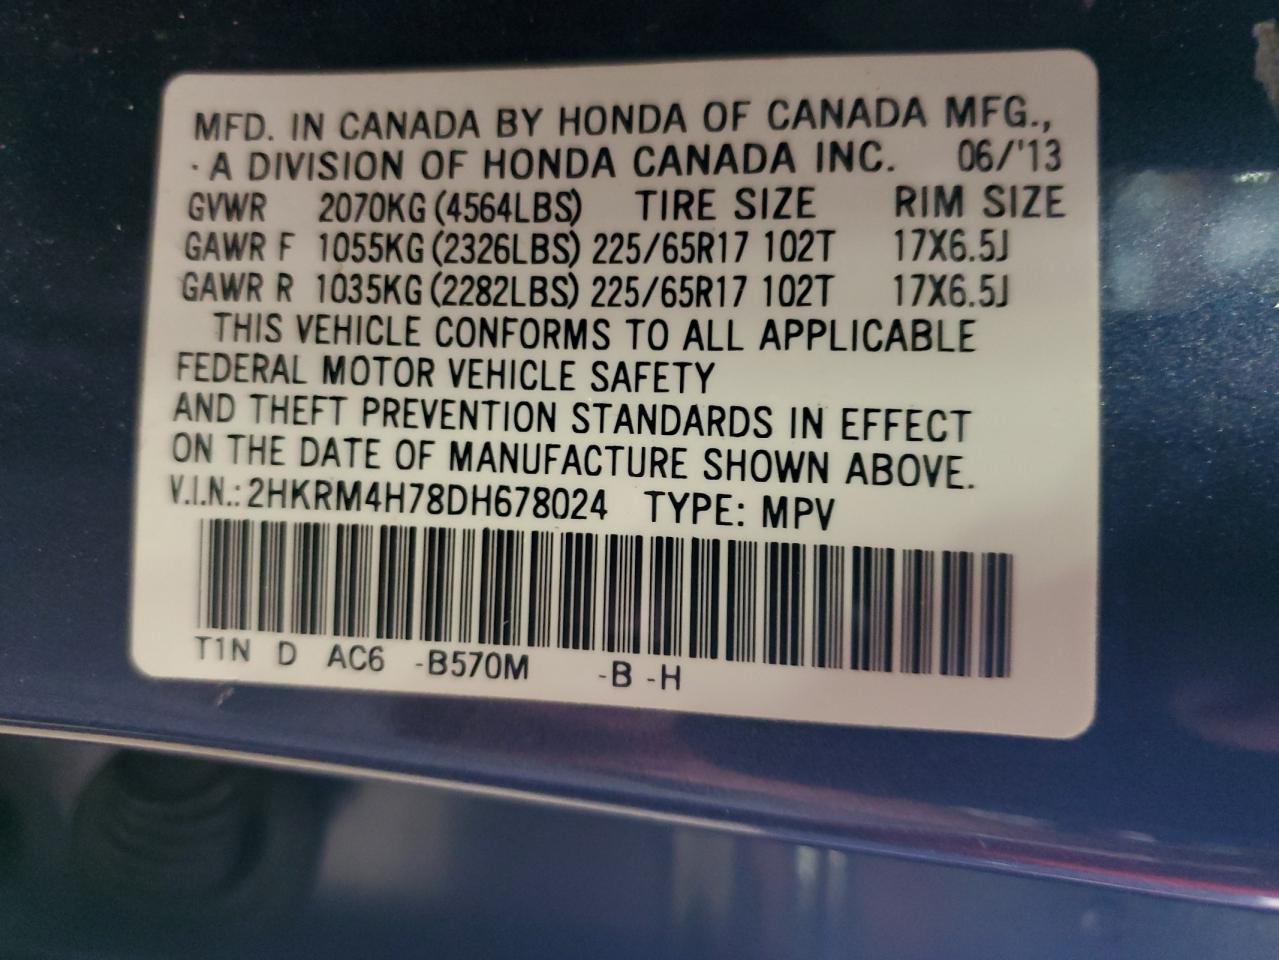 MFD. IN CANADA BY HONDA OF CANADA MFG.,
A DIVISION OF HONDA CANADA INC. 06/'13
GVWR 2070KG (4564LBS) TIRE SIZE RIM SIZE
GAWR F 1055KG (2326LBS) 225/65R17 102T 17X6.5J
GAWR R 1035KG (2282LBS) 225/65R17 102T 17X6.5J
THIS VEHICLE CONFORMS TO ALL APPLICABLE
FEDERAL MOTOR VEHICLE SAFETY
AND THEFT PREVENTION STANDARDS IN EFFECT
ON THE DATE OF MANUFACTURE SHOWN ABOVE.
V.I.N.: 2HKRM4H78DH678024 TYPE: MPV
T1N D AC6 -B570M -B -H